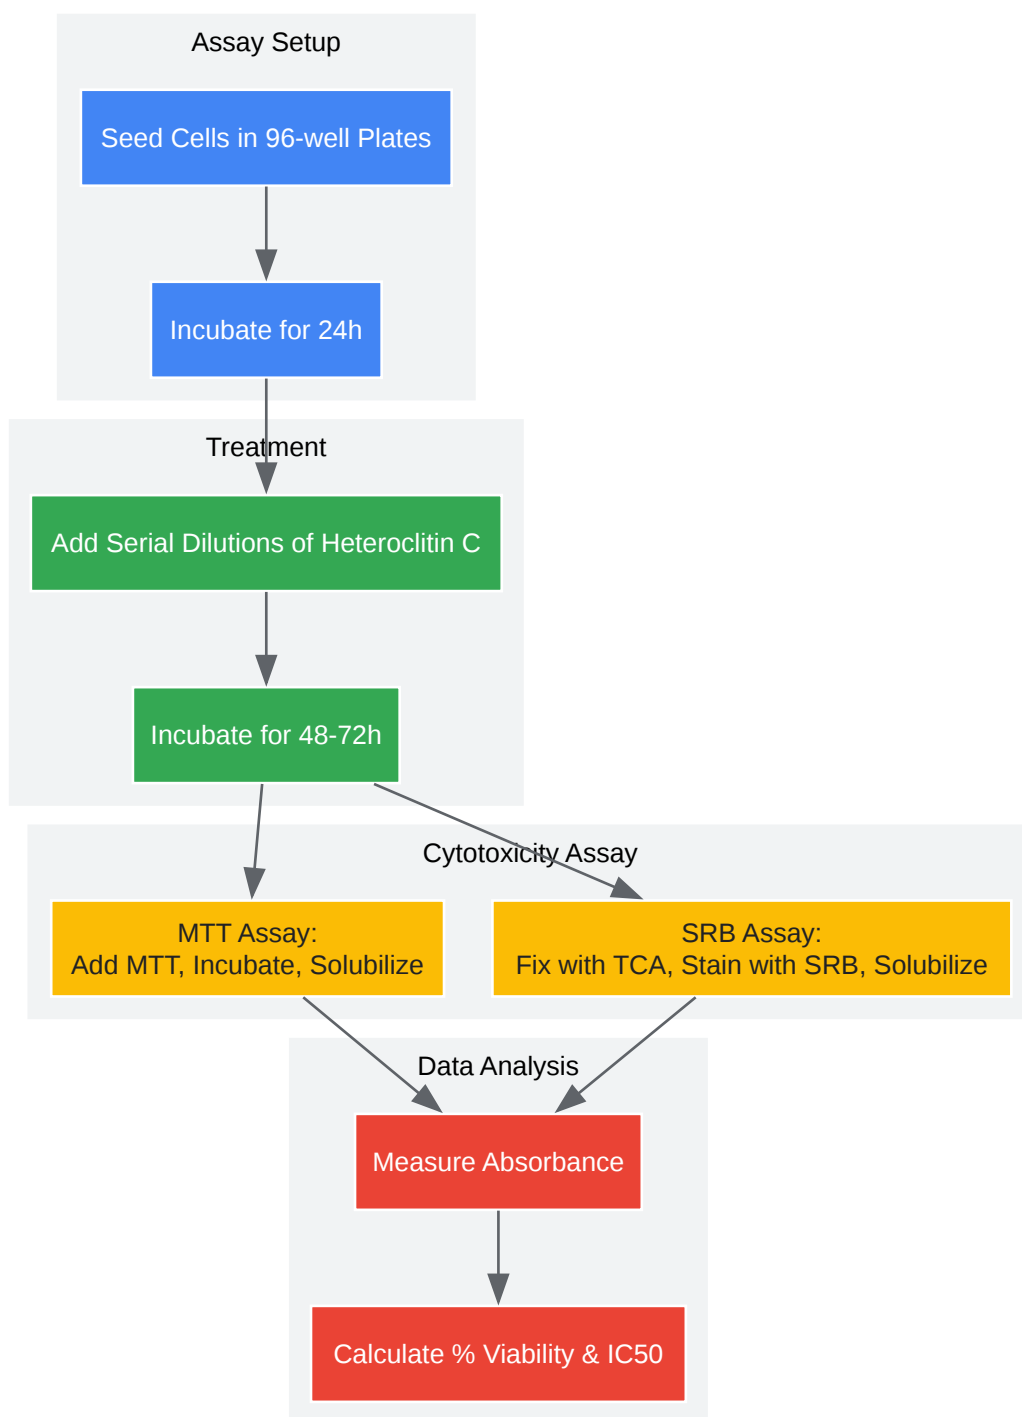 Assay Setup
Seed Cells in 96-well Plates
Incubate for 24h
Treatment
Add Serial Dilutions of Heteroclitin C
Incubate for 48-72h
Cytotoxicity Assay
MTT Assay:
Add MTT, Incubate, Solubilize
SRB Assay:
Fix with TCA, Stain with SRB, Solubilize
Data Analysis
Measure Absorbance
Calculate % Viability & IC50